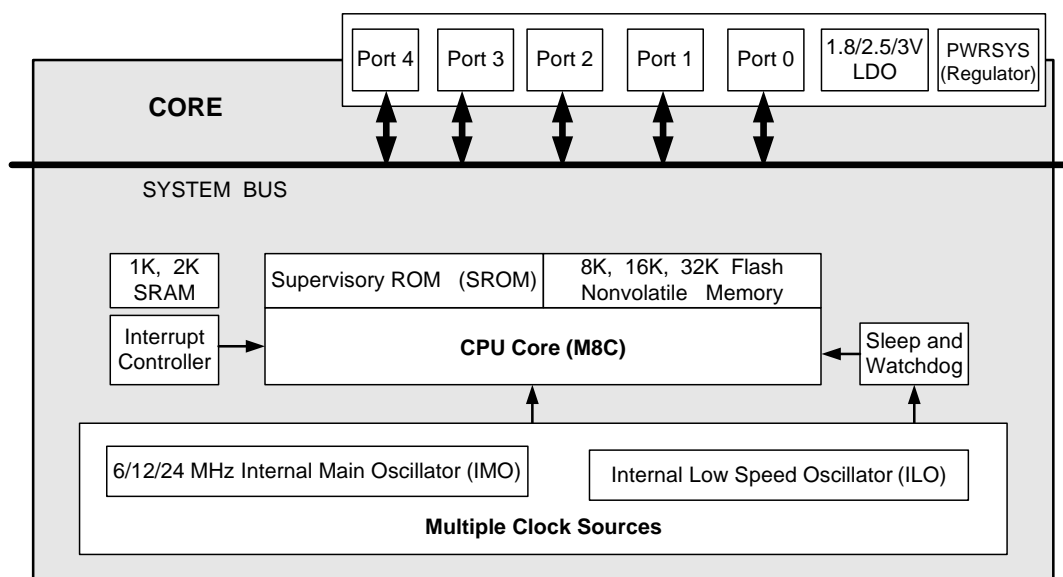 Port 4
Port 3
Port 2
Port 1
Port 0
1.8/2.5/3V
LDO
PWRSYS
(Regulator)
CORE
SYSTEM BUS
1K, 2K
SRAM
Supervisory ROM (SROM)
8K, 16K, 32K Flash
Nonvolatile Memory
Interrupt
Controller
CPU Core (M8C)
Sleep and
Watchdog
6/12/24 MHz Internal Main Oscillator (IMO)
Internal Low Speed Oscillator (ILO)
Multiple Clock Sources